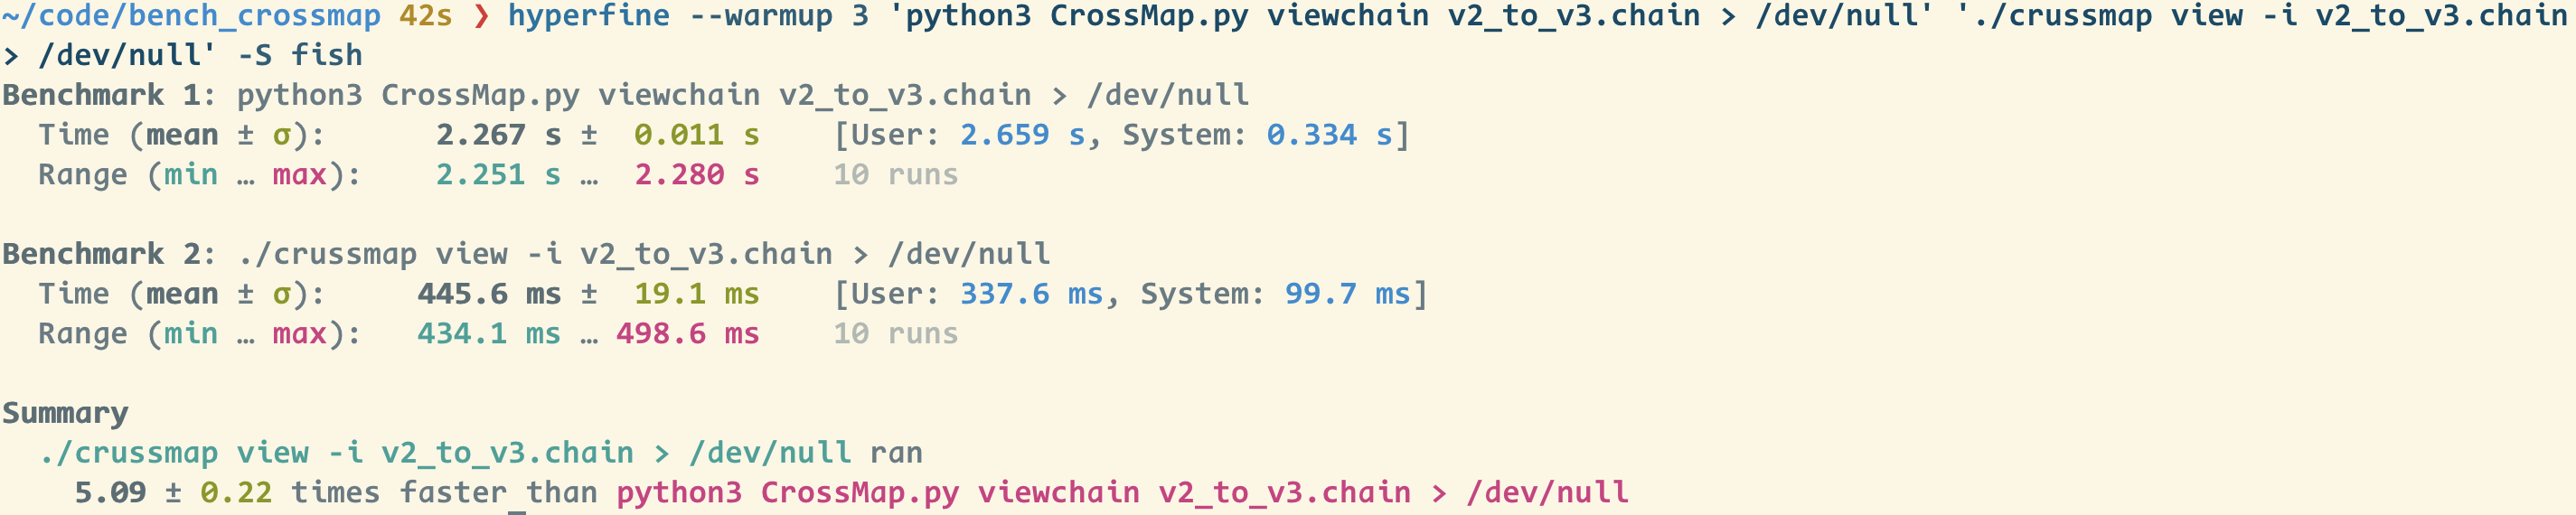 ~/code/bench_crossmap 42s ❯ hyperfine --warmup 3 'python3 CrossMap.py viewchain v2_to_v3.chain > /dev/null' './crussmap view -i v2_to_v3.chain
> /dev/null' -S fish
Benchmark 1: python3 CrossMap.py viewchain v2_to_v3.chain > /dev/null
Time (mean ± σ): 2.267 s ± 0.011 s [User: 2.659 s, System: 0.334 s]
Range (min … max): 2.251 s … 2.280 s 10 runs
Benchmark 2: ./crussmap view -i v2_to_v3.chain > /dev/null
Time (mean ± σ): 445.6 ms ± 19.1 ms [User: 337.6 ms, System: 99.7 ms]
Range (min … max): 434.1 ms … 498.6 ms 10 runs
Summary
./crussmap view -i v2_to_v3.chain > /dev/null ran
5.09 ± 0.22 times faster than python3 CrossMap.py viewchain v2_to_v3.chain > /dev/null